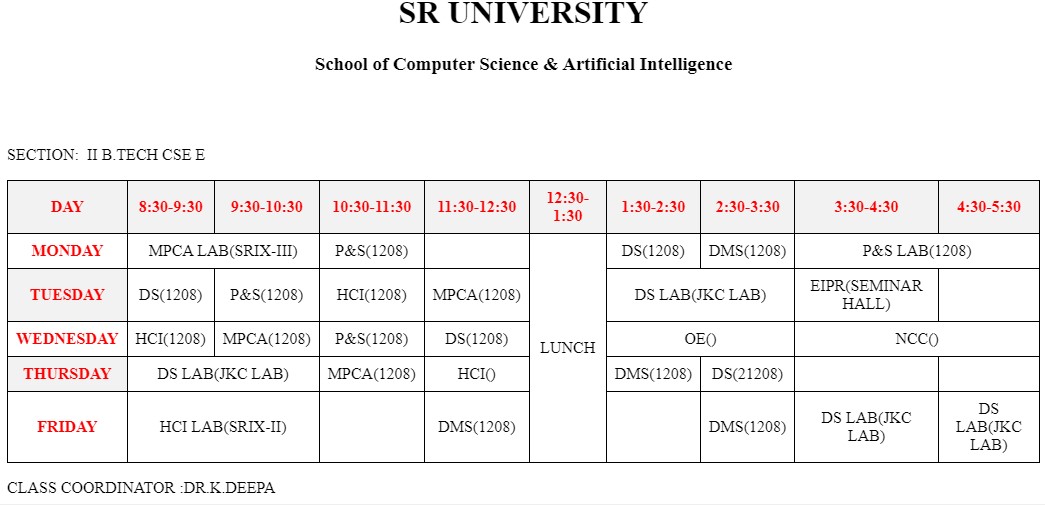 SR UNIVERSITY
School of Computer Science & Artificial Intelligence
SECTION: II B.TECH CSE E
DAY 8:30-9:30 9:30-10:30 10:30-11:30 11:30-12:30 12:30-1:30 1:30-2:30 2:30-3:30 3:30-4:30 4:30-5:30
MONDAY MPCA LAB(SRIX-III) P&S(1208) DS(1208) DMS(1208) P&S LAB(1208)
TUESDAY DS(1208) P&S(1208) HCI(1208) MPCA(1208) DS LAB(JKC LAB) EIPR(SEMINAR HALL)
WEDNESDAY HCI(1208) MPCA(1208) P&S(1208) DS(1208) LUNCH OE() NCC()
THURSDAY DS LAB(JKC LAB) MPCA(1208) HCI() DMS(1208) DS(21208)
FRIDAY HCI LAB(SRIX-II) DMS(1208) DMS(1208) DS LAB(JKC LAB) DS LAB(JKC LAB)
CLASS COORDINATOR :DR.K.DEEPA